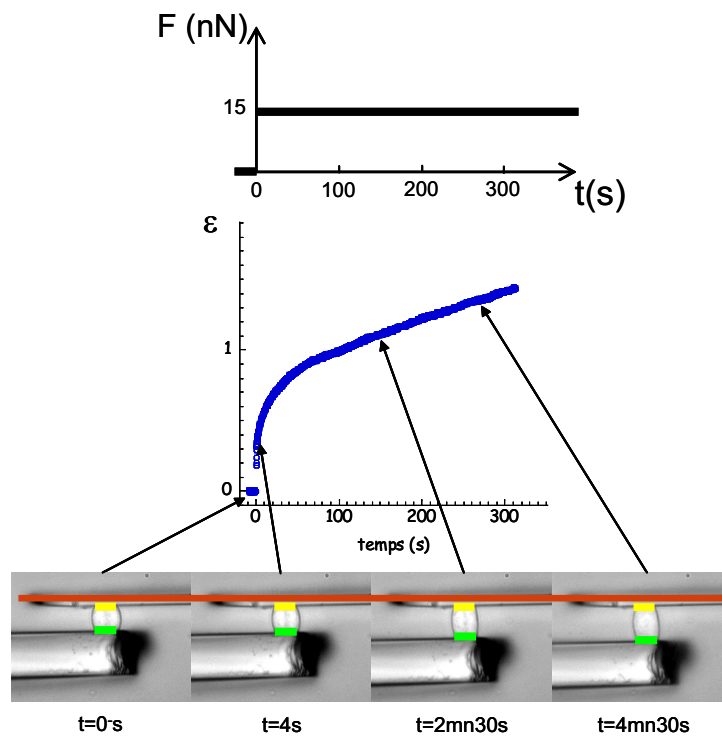 F (nN)
15
0 100 200 300
t(s)
ε
1
0
0 100 200 300
temps (s)
t=0-s t=4s t=2mn30s t=4mn30s